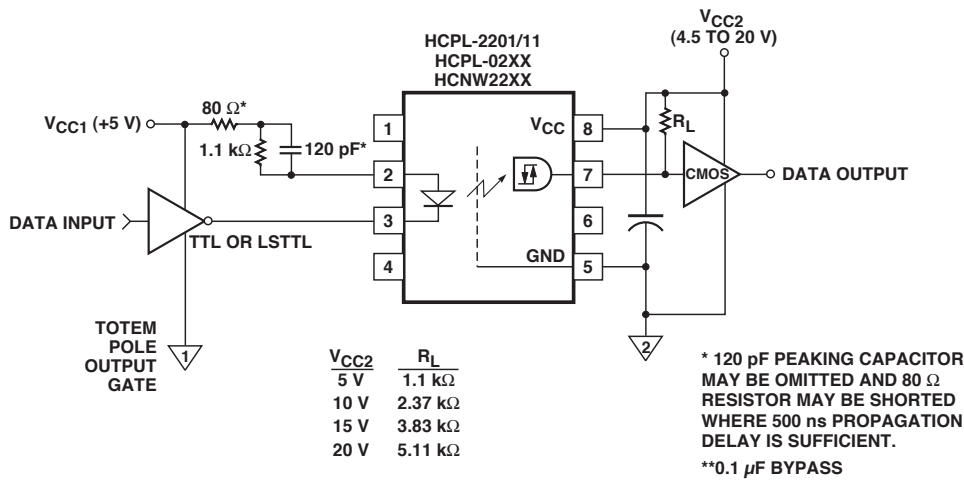 HCPL-2201/11
HCPL-02XX
HCNW22XX
VCC2
(4.5 TO 20 V)
80 Ω*
VCC1 (+5 V)
1.1 kΩ
120 pF*
1
2
3
4
VCC
8
7
6
GND
5
RL
CMOS
DATA OUTPUT
DATA INPUT
TTL OR LSTTL
TOTEM
POLE
OUTPUT
GATE
1
2
VCC2 RL
5 V 1.1 kΩ
10 V 2.37 kΩ
15 V 3.83 kΩ
20 V 5.11 kΩ
* 120 pF PEAKING CAPACITOR
MAY BE OMITTED AND 80 Ω
RESISTOR MAY BE SHORTED
WHERE 500 ns PROPAGATION
DELAY IS SUFFICIENT.
**0.1 µF BYPASS